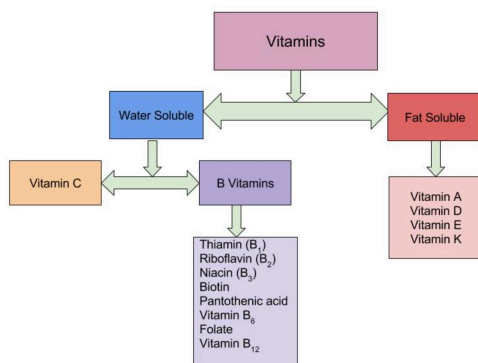 Vitamins
Water Soluble
Fat Soluble
Vitamin C
B Vitamins
Vitamin A
Vitamin D
Vitamin E
Vitamin K
Thiamin (B₁)
Riboflavin (B₂)
Niacin (B₃)
Biotin
Pantothenic acid
Vitamin B₆
Folate
Vitamin B₁₂